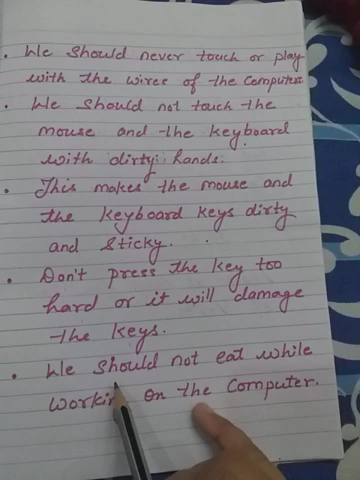 • We should never touch or play
with the wires of the Computer.
• We should not touch the
mouse and the keyboard
with dirty hands.
• This makes the mouse and
the keyboard keys dirty
and sticky.
• Don't press the key too
hard or it will damage
the keys.
• We should not eat while
working on the Computer.